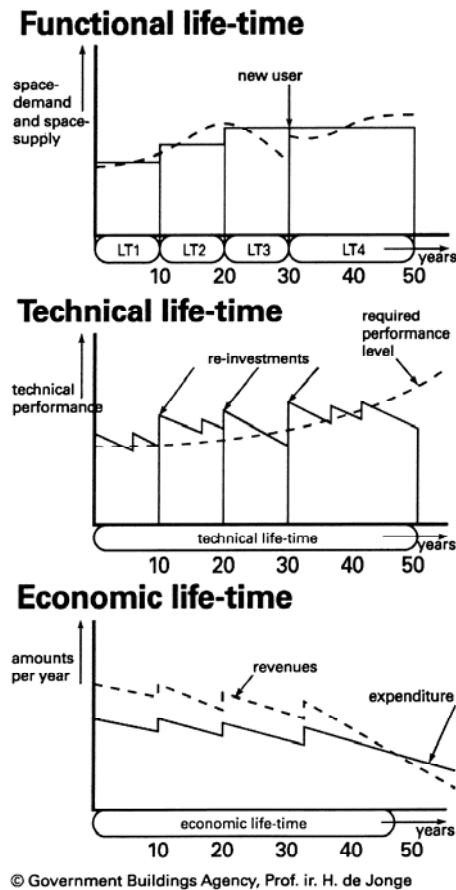 Functional life-time
space-
demand
and space-
supply
new user
LT1 LT2 LT3 LT4
years
10 20 30 40 50
Technical life-time
required
performance
level
re-investments
technical
performance
technical life-time
years
10 20 30 40 50
Economic life-time
amounts
per year
revenues
expenditure
economic life-time
years
10 20 30 40 50
© Government Buildings Agency, Prof. ir. H. de Jonge